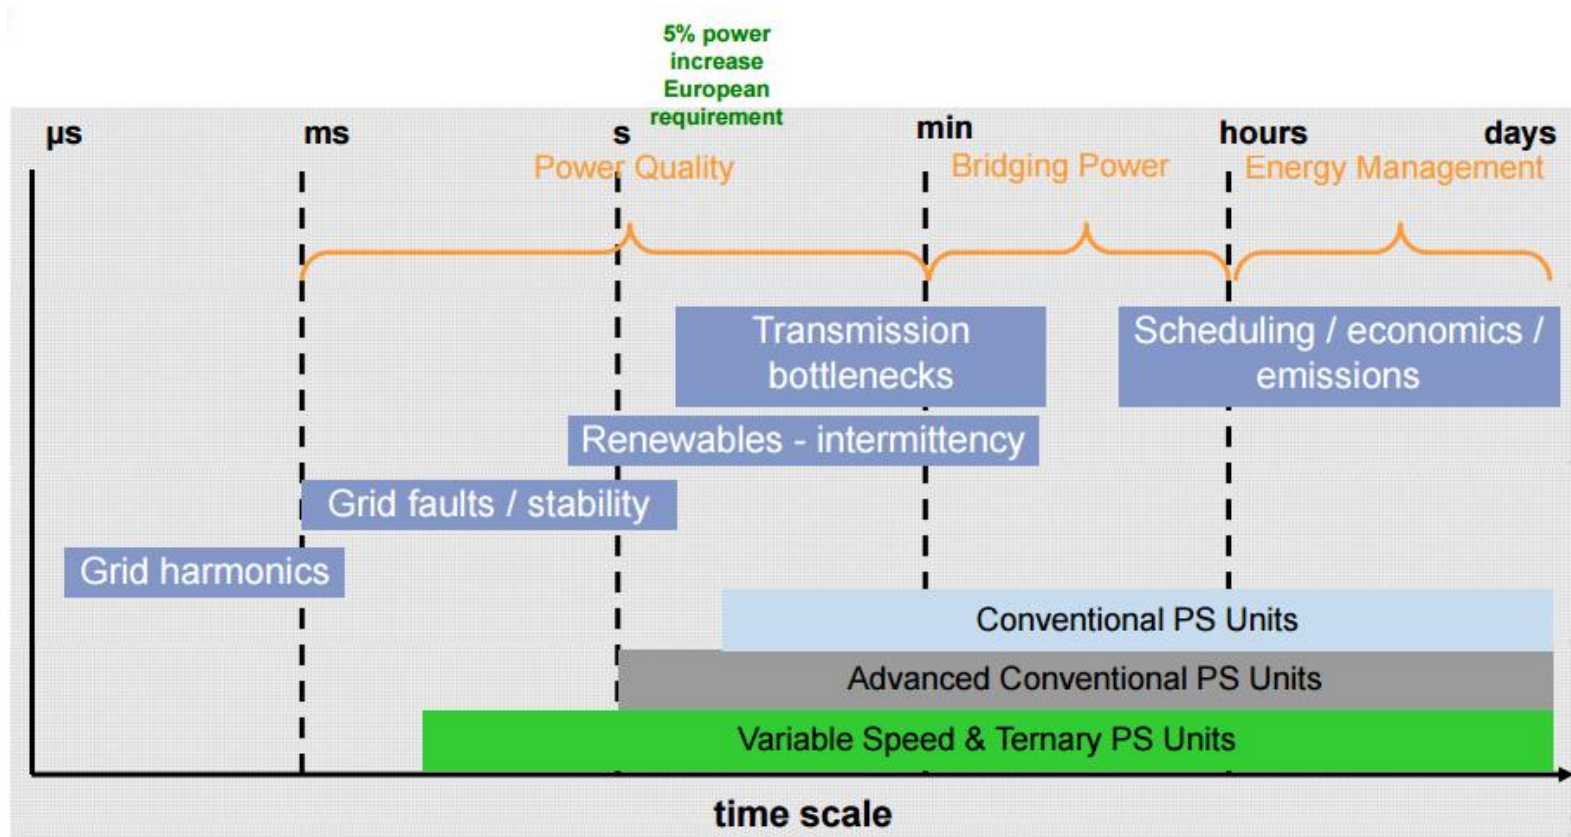 5% power
increase
European
requirement
µs
ms
s
min
hours
days
Power Quality
Bridging Power
Energy Management
Transmission
bottlenecks
Scheduling / economics /
emissions
Renewables - intermittency
Grid faults / stability
Grid harmonics
Conventional PS Units
Advanced Conventional PS Units
Variable Speed & Ternary PS Units
time scale